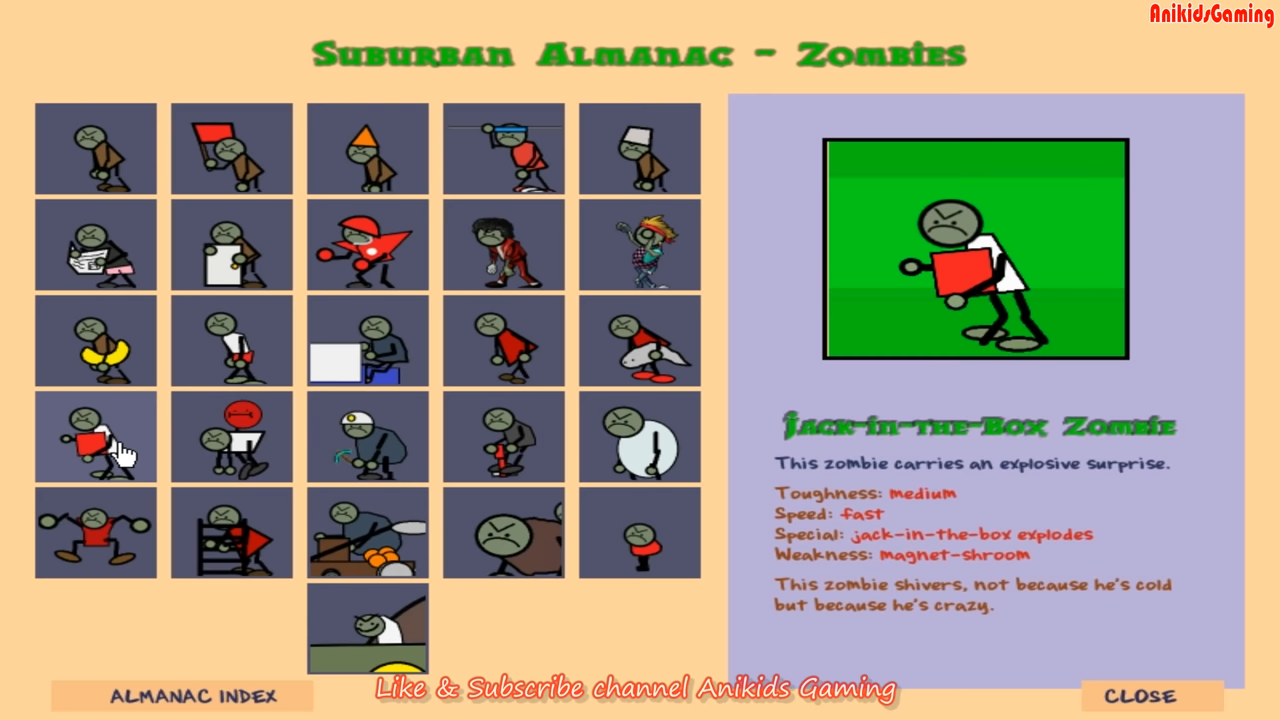 AnikidsGaming
Suburban Almanac - Zombies
Jack-in-the-Box Zombie
This zombie carries an explosive surprise.
Toughness: medium
Speed: fast
Special: jack-in-the-box explodes
Weakness: magnet-shroom
This zombie shivers, not because he's cold
but because he's crazy.
ALMANAC INDEX
Like & Subscribe channel Anikids Gaming
CLOSE